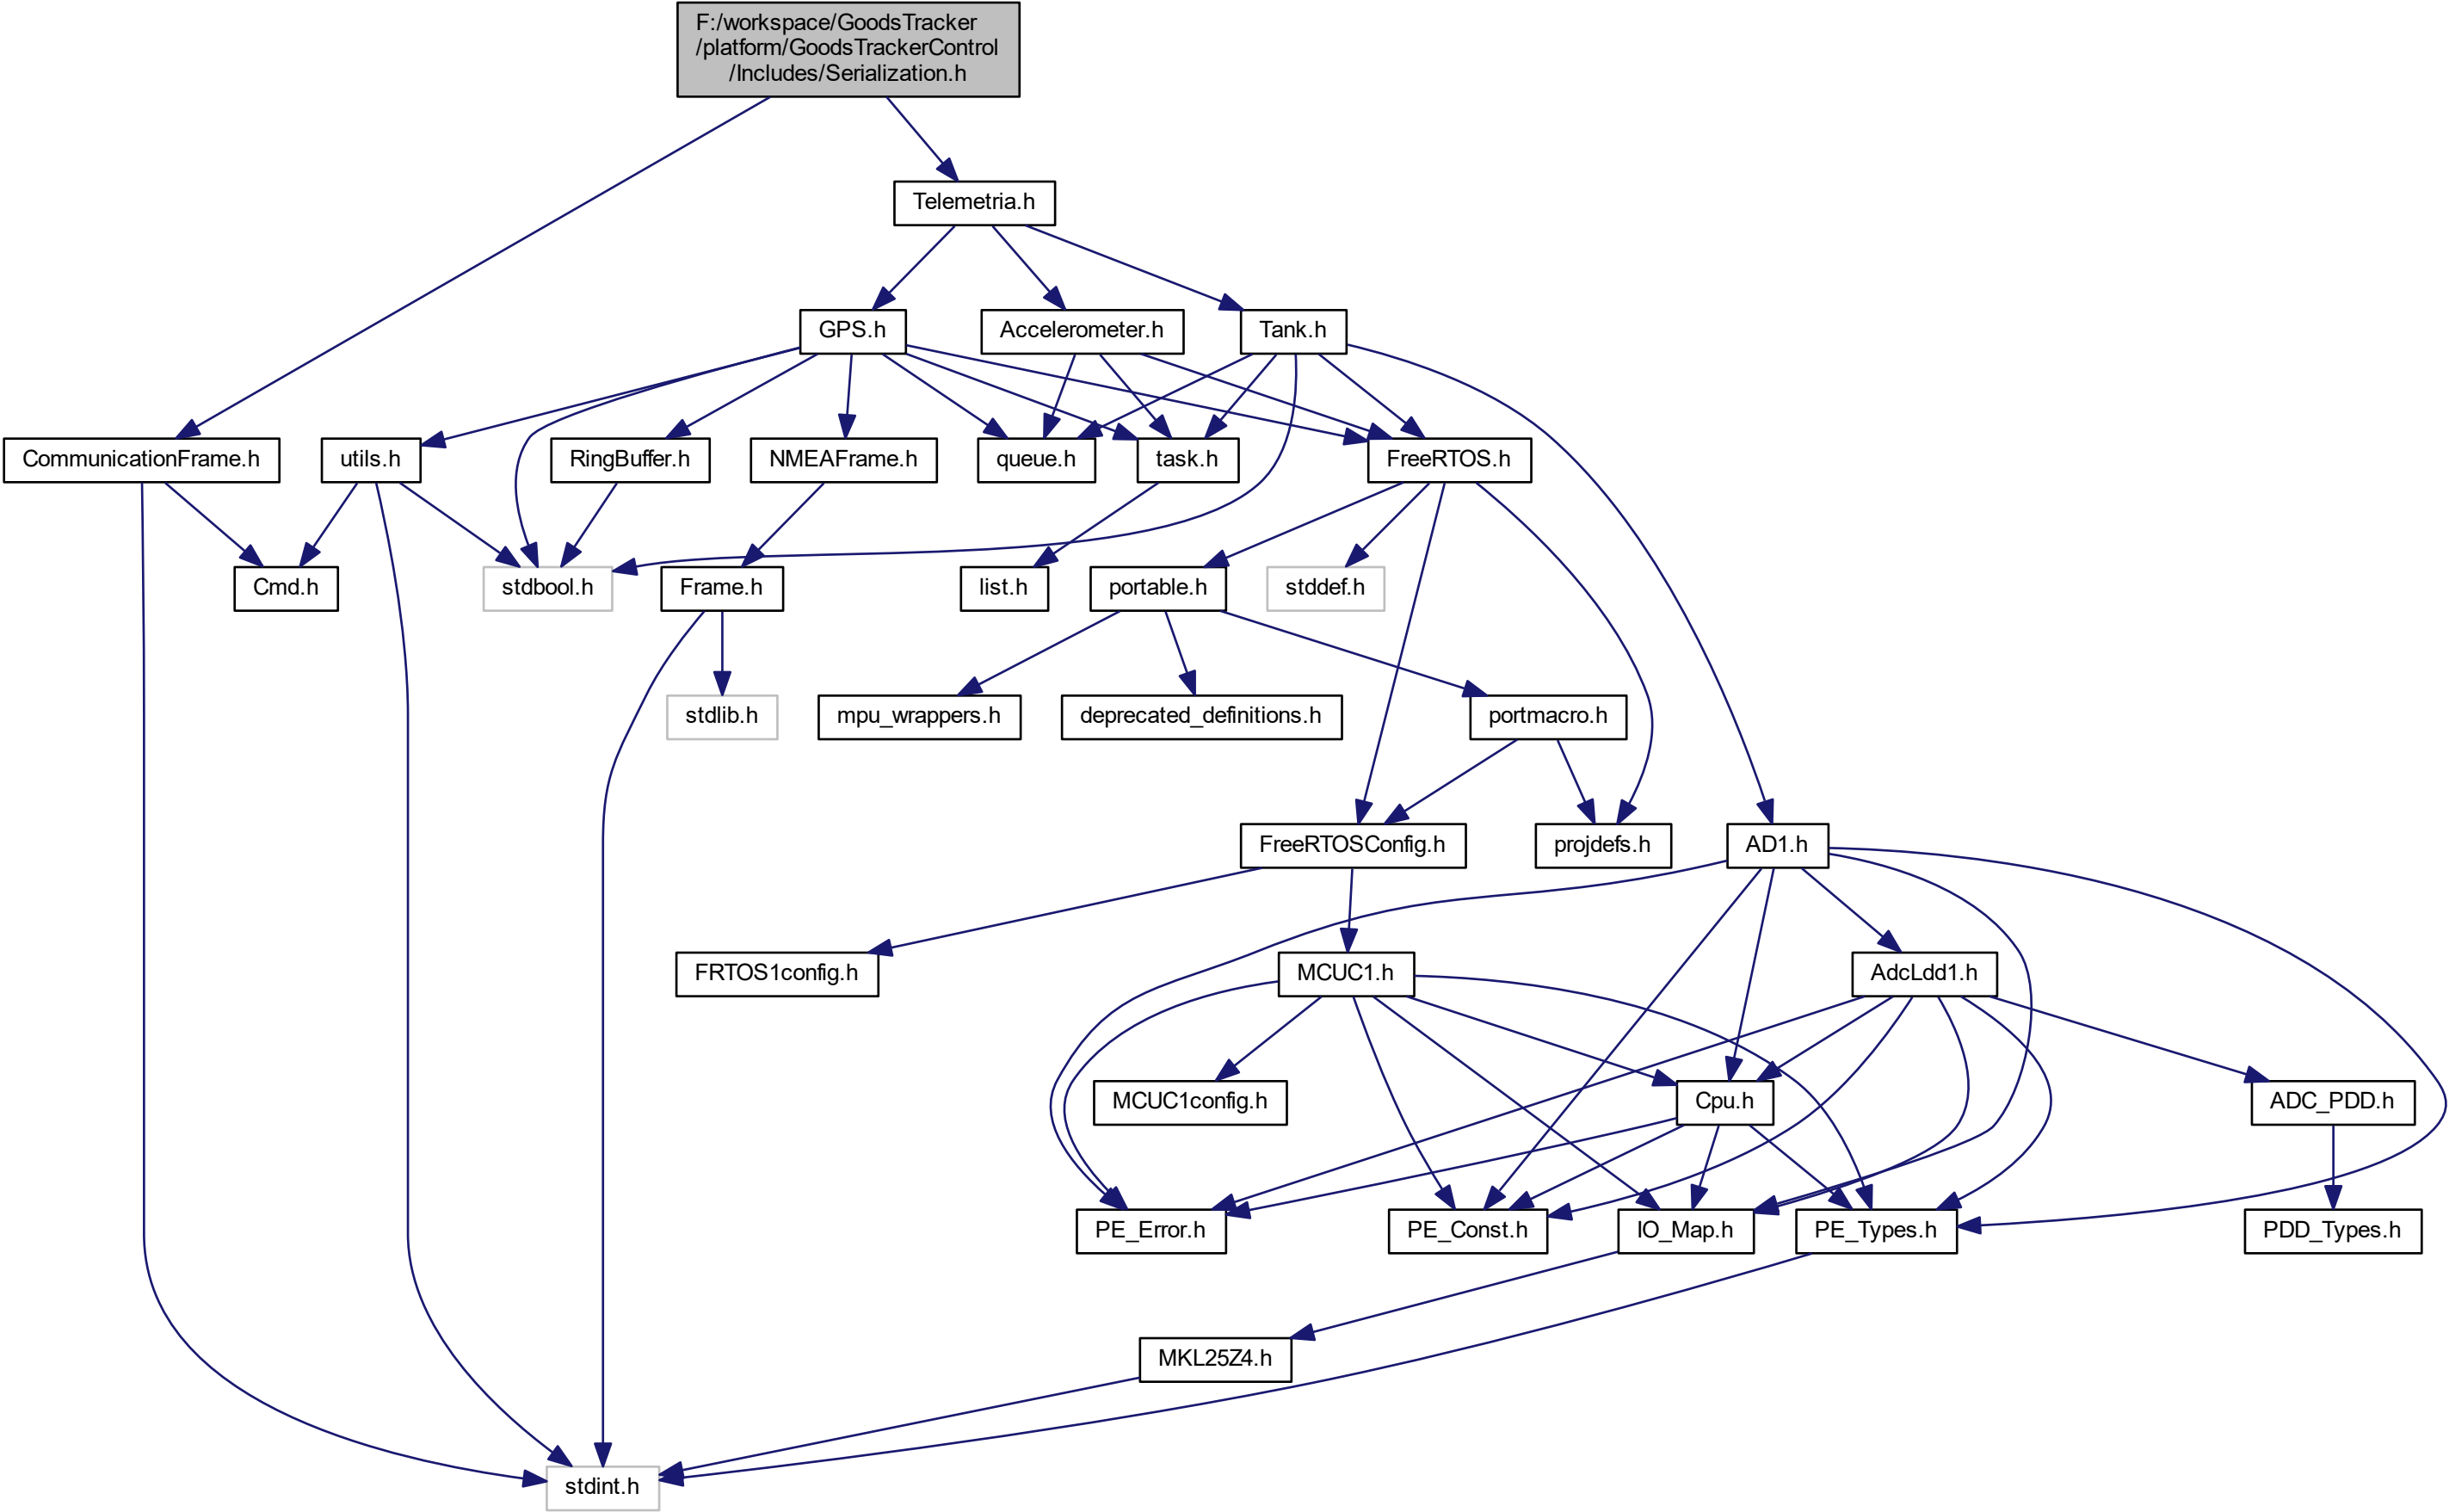 F:/workspace/GoodsTracker
/platform/GoodsTrackerControl
/Includes/Serialization.h
Telemetria.h
GPS.h
Accelerometer.h
Tank.h
CommunicationFrame.h
utils.h
RingBuffer.h
NMEAFrame.h
queue.h
task.h
FreeRTOS.h
Cmd.h
stdbool.h
Frame.h
list.h
portable.h
stddef.h
stdlib.h
mpu_wrappers.h
deprecated_definitions.h
portmacro.h
FreeRTOSConfig.h
projdefs.h
AD1.h
FRTOS1config.h
MCUC1.h
AdcLdd1.h
MCUC1config.h
Cpu.h
ADC_PDD.h
PE_Error.h
PE_Const.h
IO_Map.h
PE_Types.h
PDD_Types.h
MKL25Z4.h
stdint.h